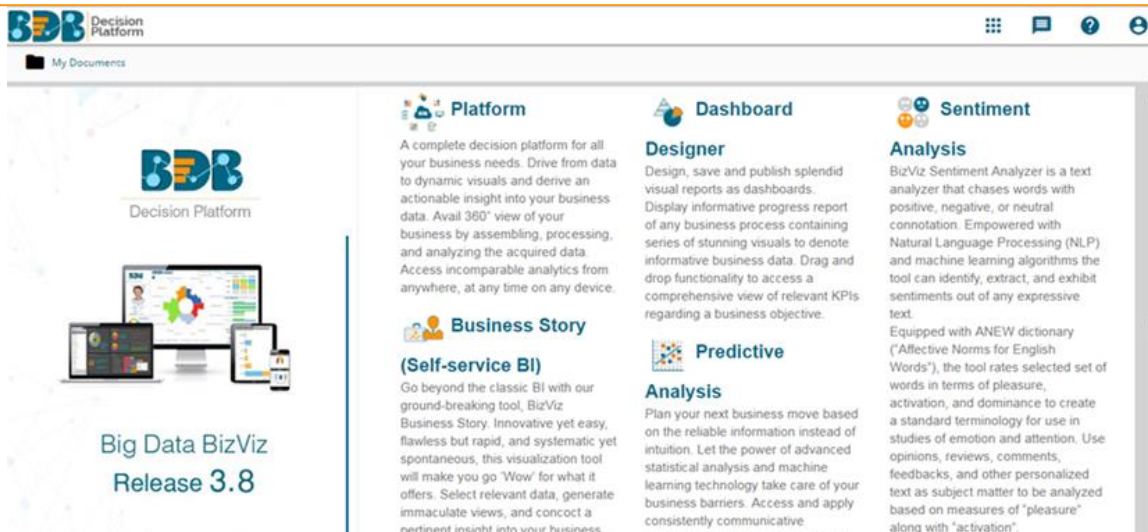 BDB Decision
Platform
My Documents
BDB
Decision Platform
Big Data BizViz
Release 3.8
Platform
A complete decision platform for all
your business needs. Drive from data
to dynamic visuals and derive an
actionable insight into your business
data. Avail 360° view of your
business by assembling, processing,
and analyzing the acquired data.
Access incomparable analytics from
anywhere, at any time on any device.
Business Story
(Self-service BI)
Go beyond the classic BI with our
ground-breaking tool, BizViz
Business Story. Innovative yet easy,
flawless but rapid, and systematic yet
spontaneous, this visualization tool
will make you go 'Wow' for what it
offers. Select relevant data, generate
immaculate views, and concoct a
pertinent insight into your business
Dashboard
Designer
Design, save and publish splendid
visual reports as dashboards.
Display informative progress report
of any business process containing
series of stunning visuals to denote
informative business data. Drag and
drop functionality to access a
comprehensive view of relevant KPIs
regarding a business objective.
Predictive
Analysis
Plan your next business move based
on the reliable information instead of
intuition. Let the power of advanced
statistical analysis and machine
learning technology take care of your
business barriers. Access and apply
consistently communicative
Sentiment
Analysis
BizViz Sentiment Analyzer is a text
analyzer that chases words with
positive, negative, or neutral
connotation. Empowered with
Natural Language Processing (NLP)
and machine learning algorithms the
tool can identify, extract, and exhibit
sentiments out of any expressive
text.
Equipped with ANEW dictionary
("Affective Norms for English
Words"), the tool rates selected set of
words in terms of pleasure,
activation, and dominance to create
a standard terminology for use in
studies of emotion and attention. Use
opinions, reviews, comments,
feedbacks, and other personalized
text as subject matter to be analyzed
based on measures of "pleasure"
along with "activation".